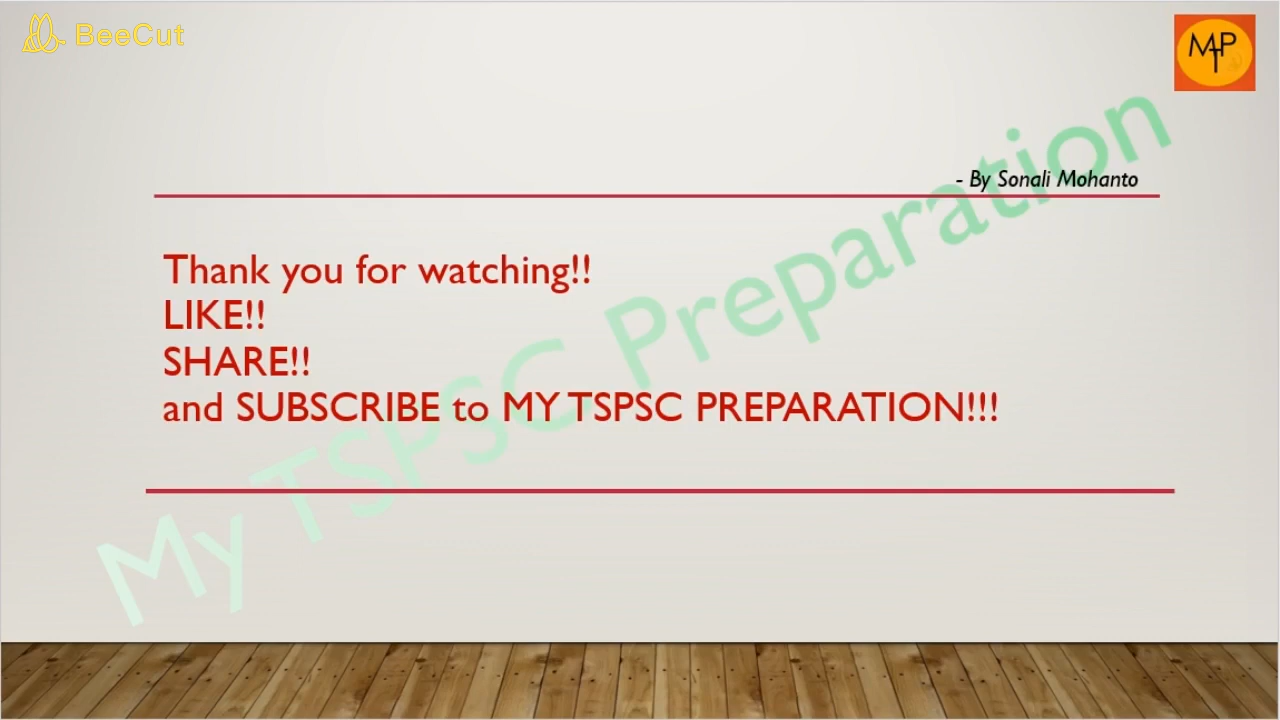 BeeCut
MTP
- By Sonali Mohanto
Thank you for watching!!
LIKE!!
SHARE!!
and SUBSCRIBE to MY TSPSC PREPARATION!!!
My TSPSC Preparation